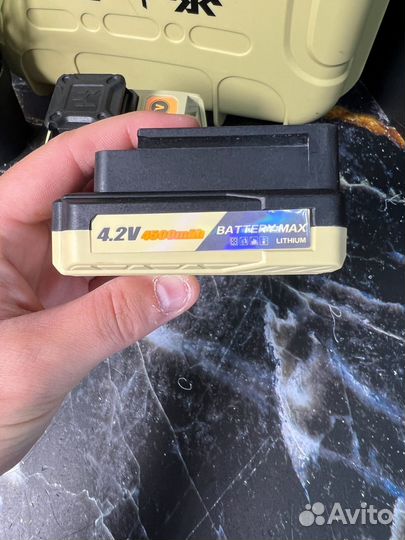 4.2V 4500mAh BATTERY MAX
LITHIUM
Avito